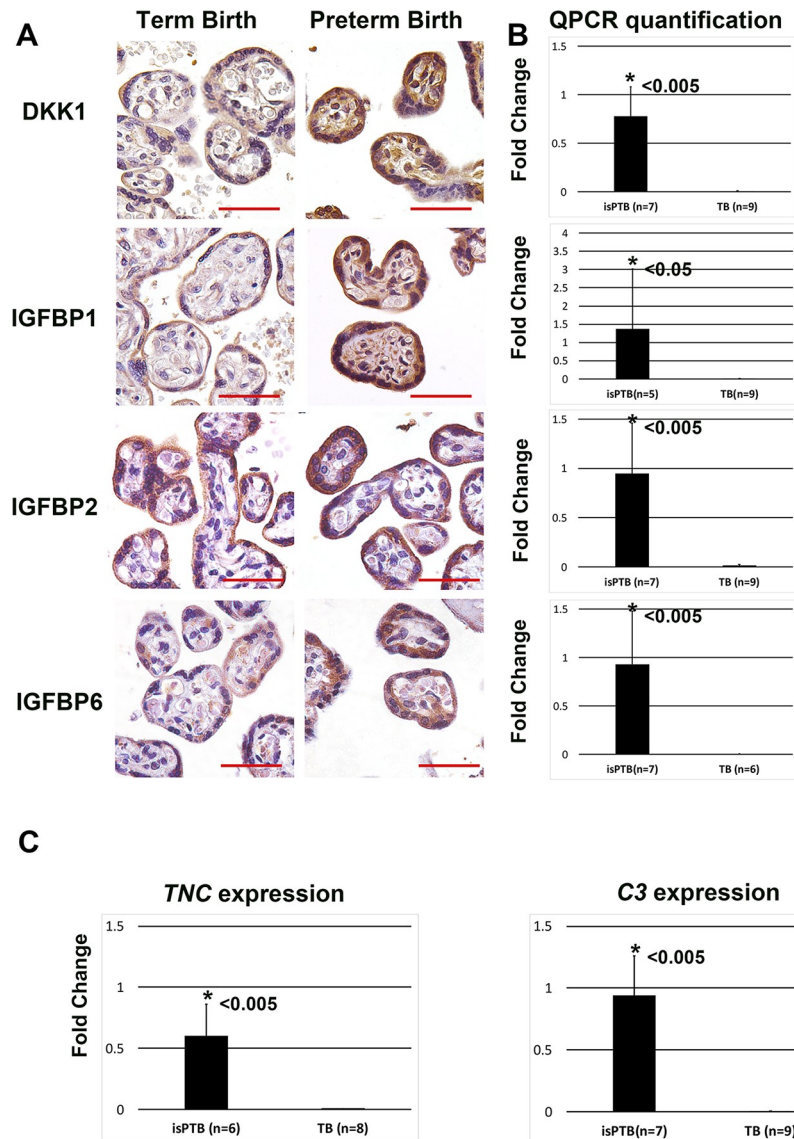 A
Term Birth
Preterm Birth
DKK1
IGFBP1
IGFBP2
IGFBP6
B
QPCR quantification
Fold Change
1.5
1
0.5
0
*
<0.005
isPTB (n=7)
TB (n=9)
Fold Change
4
3.5
3
2.5
2
1.5
1
0.5
0
*
<0.05
isPTB(n=5)
TB(n=9)
Fold Change
1.5
1
0.5
0
*
<0.005
isPTB(n=7)
TB(n=9)
Fold Change
1.5
1
0.5
0
*
<0.005
isPTB(n=7)
TB (n=6)
C
TNC expression
Fold Change
1.5
1
0.5
0
*
<0.005
isPTB (n=6)
TB (n=8)
C3 expression
1.5
1
0.5
0
*
<0.005
isPTB(n=7)
TB (n=9)